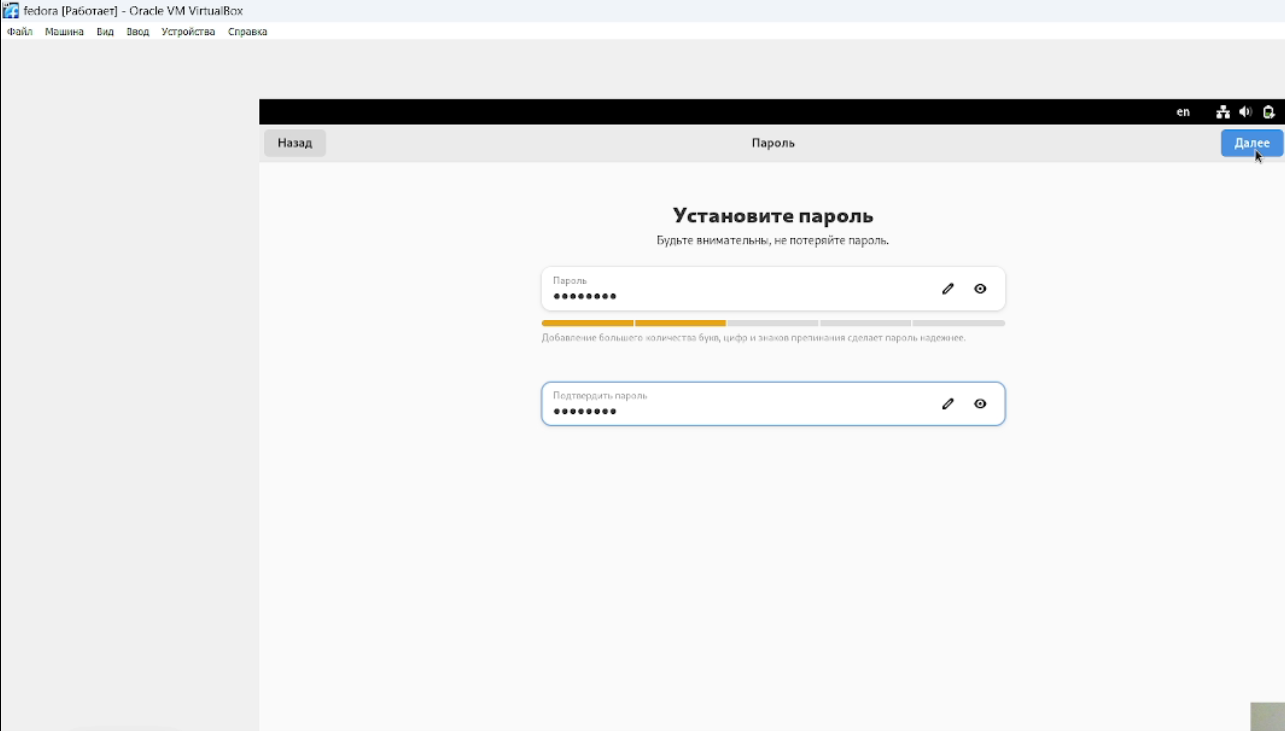 fedora [Работает] - Oracle VM VirtualBox
Файл Машина Вид Ввод Устройства Справка
en
Назад Пароль Далее
Установите пароль
Будьте внимательны, не потеряйте пароль.
Пароль
●●●●●●●●
Добавление большего количества букв, цифр и знаков препинания сделает пароль надежнее.
Подтвердить пароль
●●●●●●●●